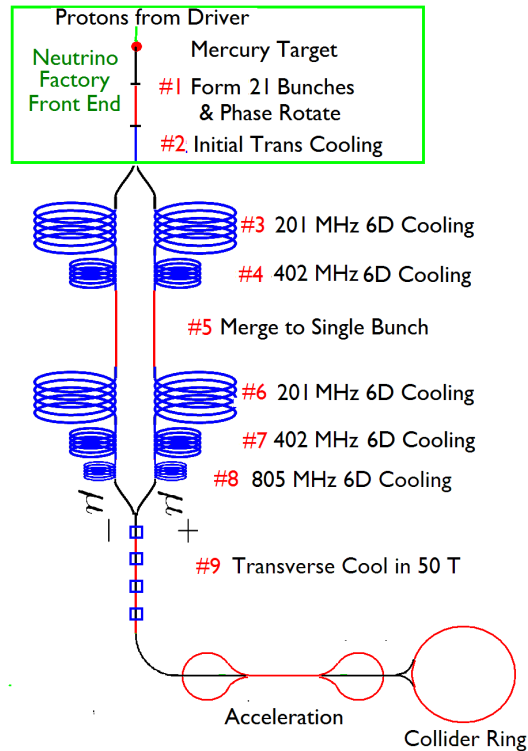 Protons from Driver
Neutrino
Factory
Front End
Mercury Target
#1 Form 21 Bunches
& Phase Rotate
#2 Initial Trans Cooling
#3 201 MHz 6D Cooling
#4 402 MHz 6D Cooling
#5 Merge to Single Bunch
#6 201 MHz 6D Cooling
#7 402 MHz 6D Cooling
#8 805 MHz 6D Cooling
μ− μ+
#9 Transverse Cool in 50 T
Acceleration
Collider Ring